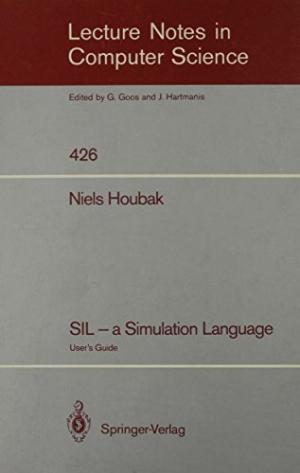 Lecture Notes in
Computer Science
Edited by G. Goos and J. Hartmanis
426
Niels Houbak
SIL – a Simulation Language
User's Guide
Springer-Verlag